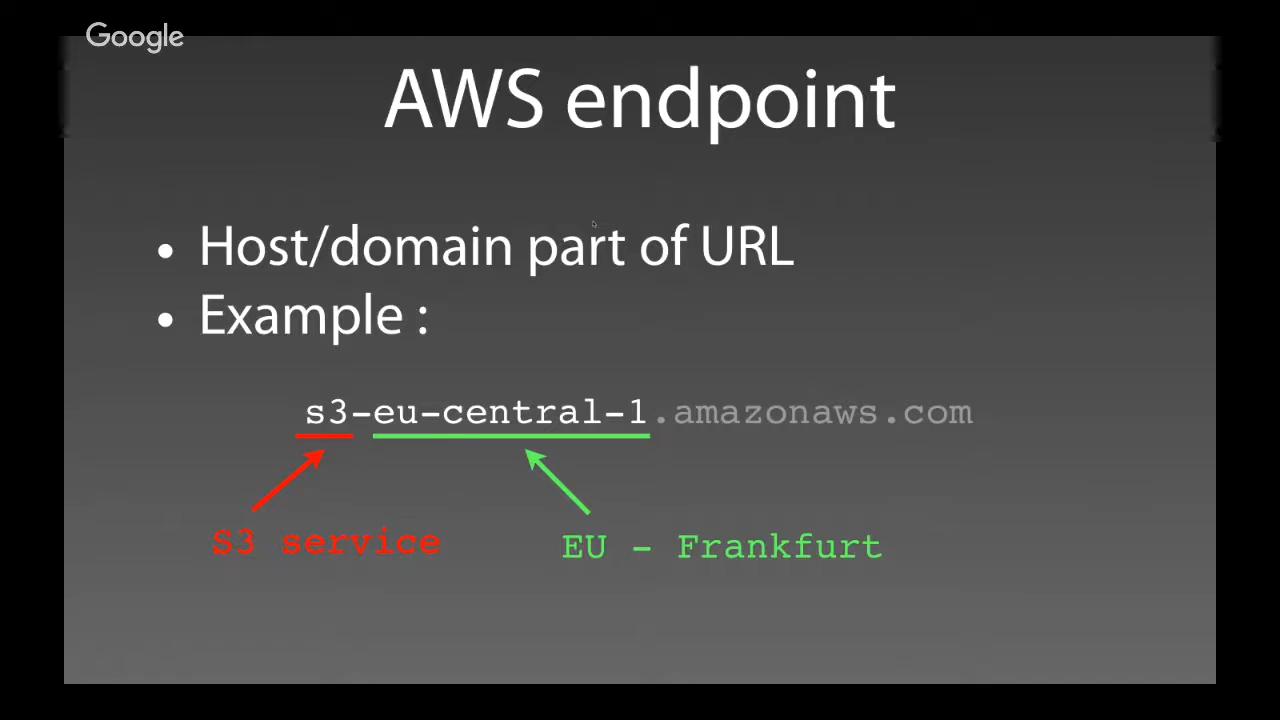 Google
AWS endpoint
• Host/domain part of URL
• Example :
s3-eu-central-1.amazonaws.com
S3 service
EU - Frankfurt